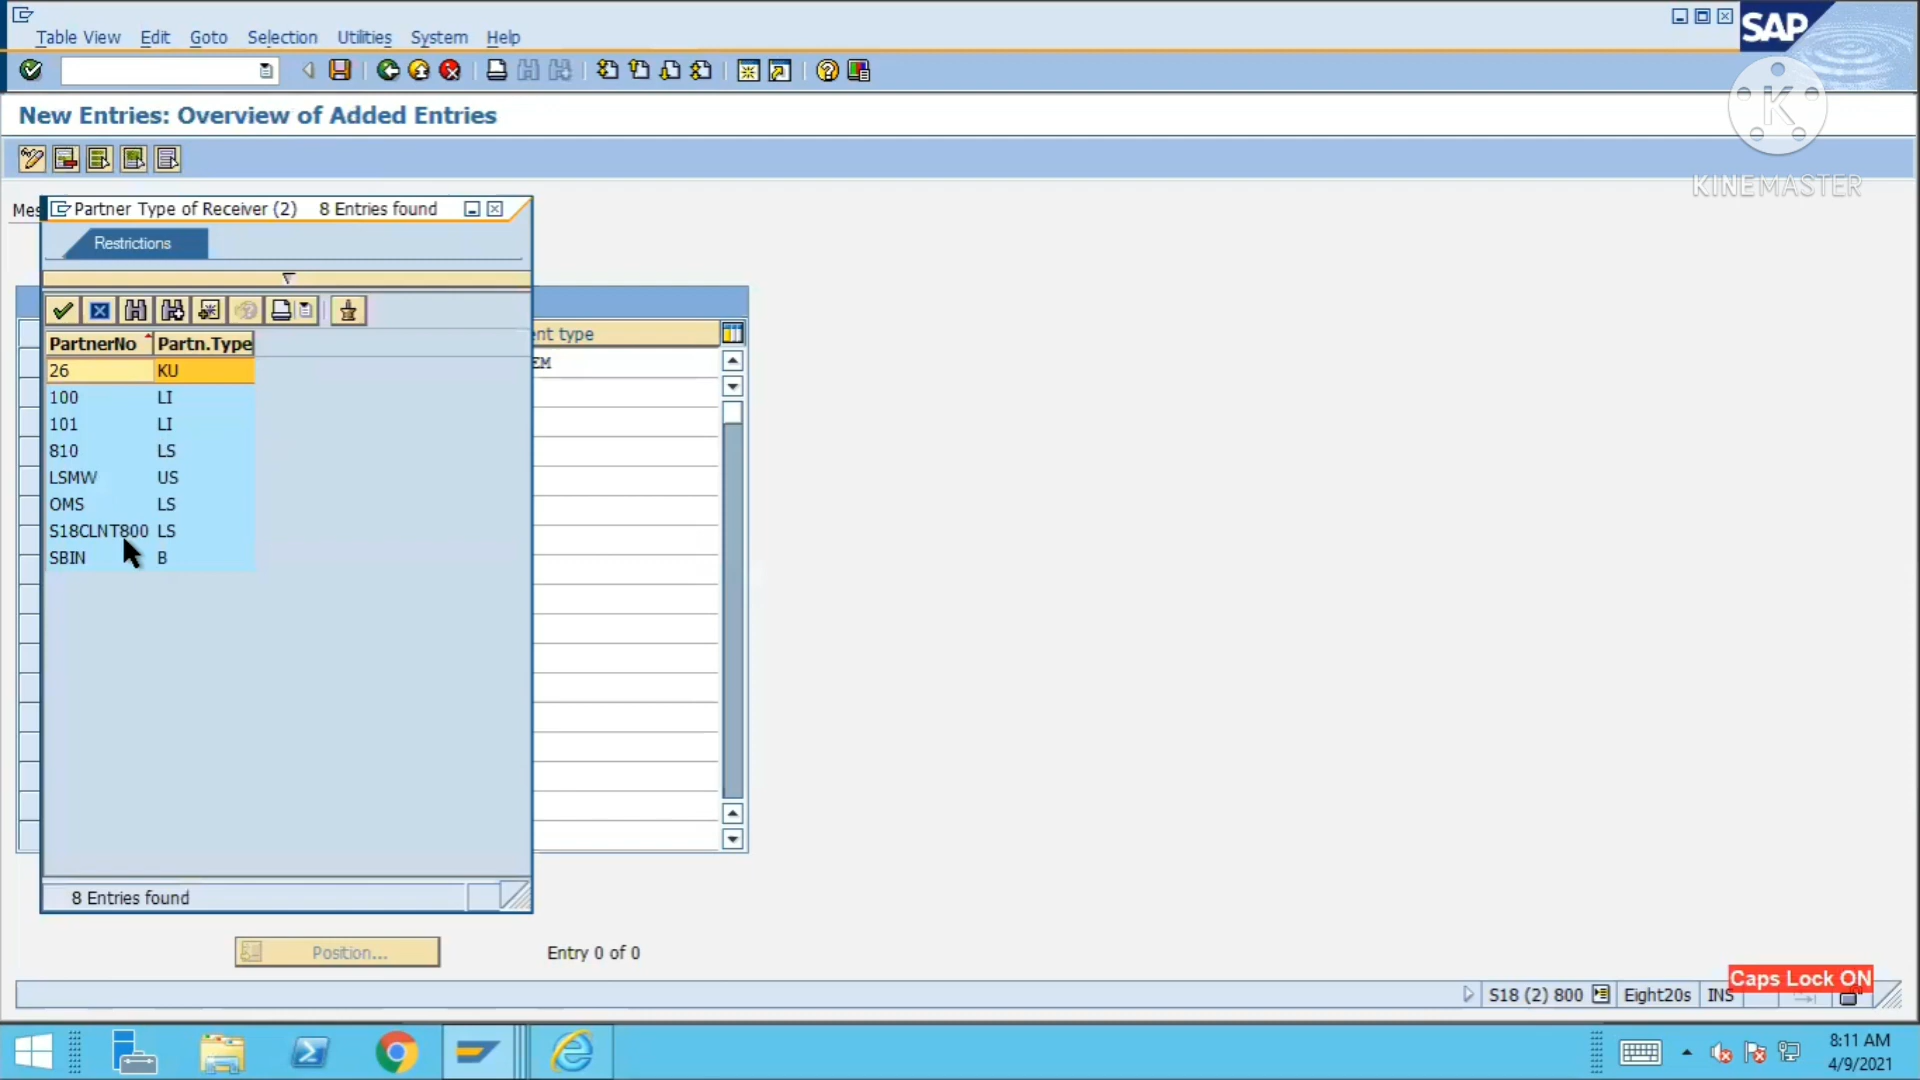 Table View Edit Goto Selection Utilities System Help
SAP
New Entries: Overview of Added Entries
K
KINEMASTER
Mes
Partner Type of Receiver (2) 8 Entries found
Restrictions
PartnerNo Partn.Type
26 KU
100 LI
101 LI
810 LS
LSMW US
OMS LS
S18CLNT800 LS
SBIN B
8 Entries found
ent type
EM
Position... Entry 0 of 0
Caps Lock ON
S18 (2) 800 Eight20s INS
8:11 AM
4/9/2021